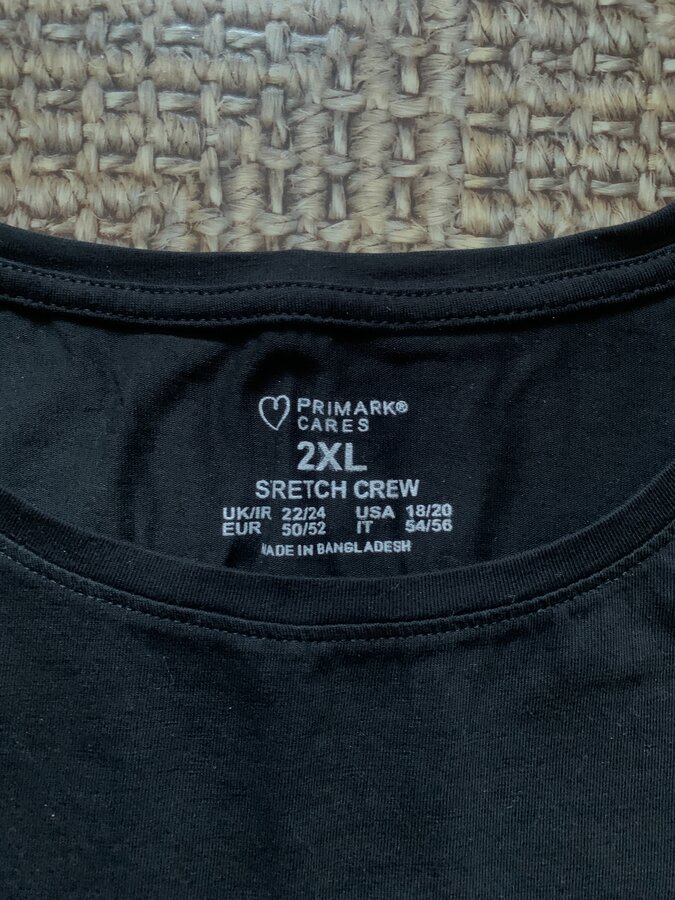 PRIMARK®
CARES
2XL
SRETCH CREW
UK/IR 22/24 USA 18/20
EUR 50/52 IT 54/56
MADE IN BANGLADESH